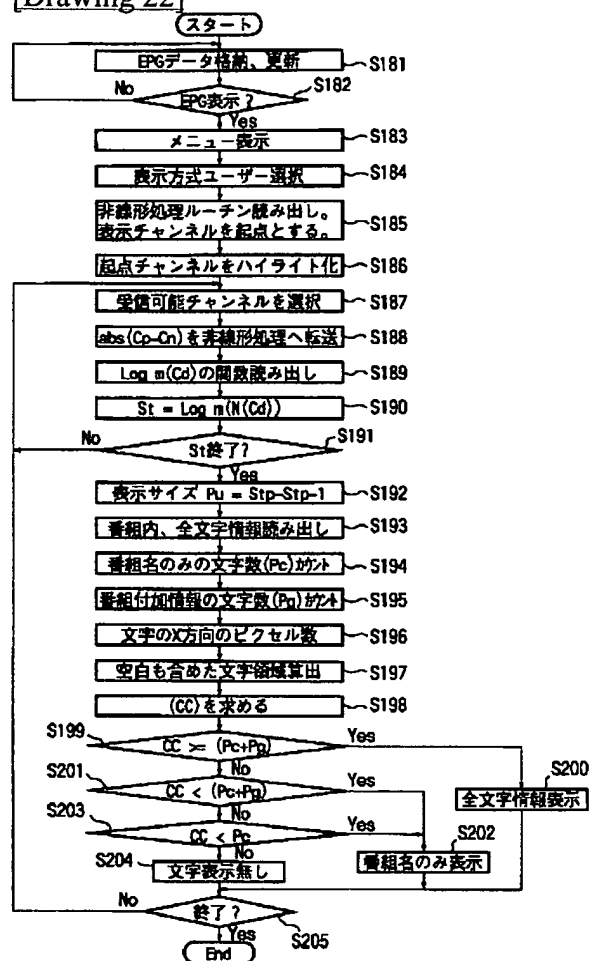 [Drawing 22]
スタート
EPGデータ格納、更新 S181
No EPG表示? S182
Yes
メニュー表示 S183
表示方式ユーザー選択 S184
非線形処理ルーチン読み出し。
表示チャンネルを起点とする。 S185
起点チャンネルをハイライト化 S186
受信可能チャンネルを選択 S187
abs(Cp-Cn)を非線形処理へ転送 S188
Log m(Cd)の関数読み出し S189
St = Log m(N(Cd)) S190
No St終了? S191
Yes
表示サイズ Pu = Stp-Stp-1 S192
番組内、全文字情報読み出し S193
番組名のみの文字数(Pc)カウント S194
番組付加情報の文字数(Pg)カウント S195
文字のX方向のピクセル数 S196
空白も含めた文字領域算出 S197
(CC)を求める S198
S199 CC >= (Pc+Pg) Yes
No
S200
全文字情報表示
S201 CC < (Pc+Pg) Yes
No
S203 CC < Pc Yes
No
S202
番組名のみ表示
S204 文字表示無し
No 終了? S205
Yes
End